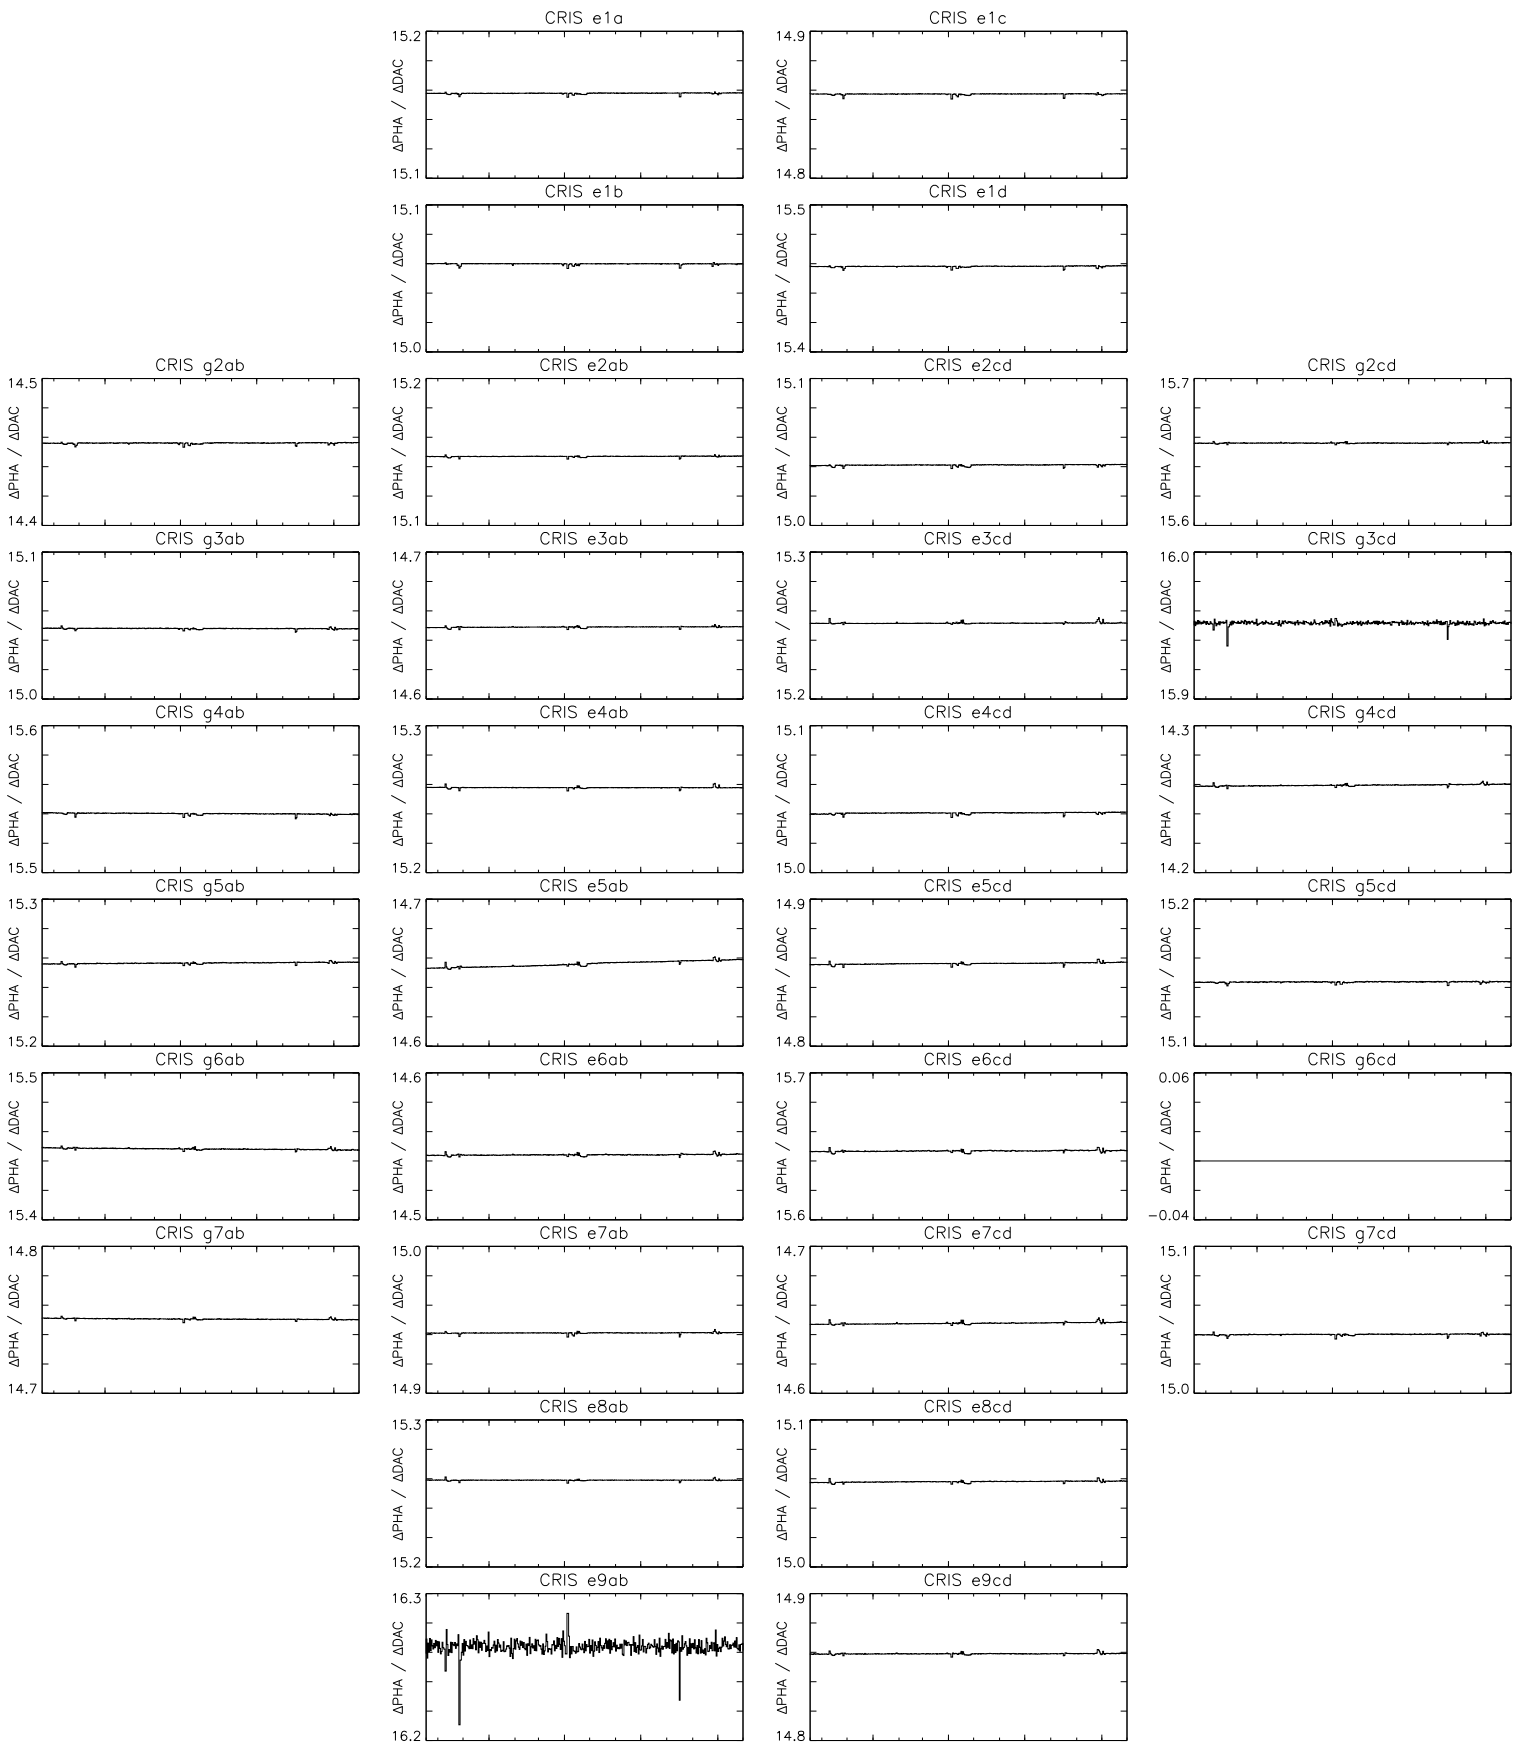 CRIS e1a
15.2
ΔPHA / ΔDAC
15.1
CRIS e1c
14.9
ΔPHA / ΔDAC
14.8
CRIS e1b
15.1
ΔPHA / ΔDAC
15.0
CRIS e1d
15.5
ΔPHA / ΔDAC
15.4
CRIS g2ab
14.5
ΔPHA / ΔDAC
14.4
CRIS e2ab
15.2
ΔPHA / ΔDAC
15.1
CRIS e2cd
15.1
ΔPHA / ΔDAC
15.0
CRIS g2cd
15.7
ΔPHA / ΔDAC
15.6
CRIS g3ab
15.1
ΔPHA / ΔDAC
15.0
CRIS e3ab
14.7
ΔPHA / ΔDAC
14.6
CRIS e3cd
15.3
ΔPHA / ΔDAC
15.2
CRIS g3cd
16.0
ΔPHA / ΔDAC
15.9
CRIS g4ab
15.6
ΔPHA / ΔDAC
15.5
CRIS e4ab
15.3
ΔPHA / ΔDAC
15.2
CRIS e4cd
15.1
ΔPHA / ΔDAC
15.0
CRIS g4cd
14.3
ΔPHA / ΔDAC
14.2
CRIS g5ab
15.3
ΔPHA / ΔDAC
15.2
CRIS e5ab
14.7
ΔPHA / ΔDAC
14.6
CRIS e5cd
14.9
ΔPHA / ΔDAC
14.8
CRIS g5cd
15.2
ΔPHA / ΔDAC
15.1
CRIS g6ab
15.5
ΔPHA / ΔDAC
15.4
CRIS e6ab
14.6
ΔPHA / ΔDAC
14.5
CRIS e6cd
15.7
ΔPHA / ΔDAC
15.6
CRIS g6cd
0.06
ΔPHA / ΔDAC
−0.04
CRIS g7ab
14.8
ΔPHA / ΔDAC
14.7
CRIS e7ab
15.0
ΔPHA / ΔDAC
14.9
CRIS e7cd
14.7
ΔPHA / ΔDAC
14.6
CRIS g7cd
15.1
ΔPHA / ΔDAC
15.0
CRIS e8ab
15.3
ΔPHA / ΔDAC
15.2
CRIS e8cd
15.1
ΔPHA / ΔDAC
15.0
CRIS e9ab
16.3
ΔPHA / ΔDAC
16.2
CRIS e9cd
14.9
ΔPHA / ΔDAC
14.8